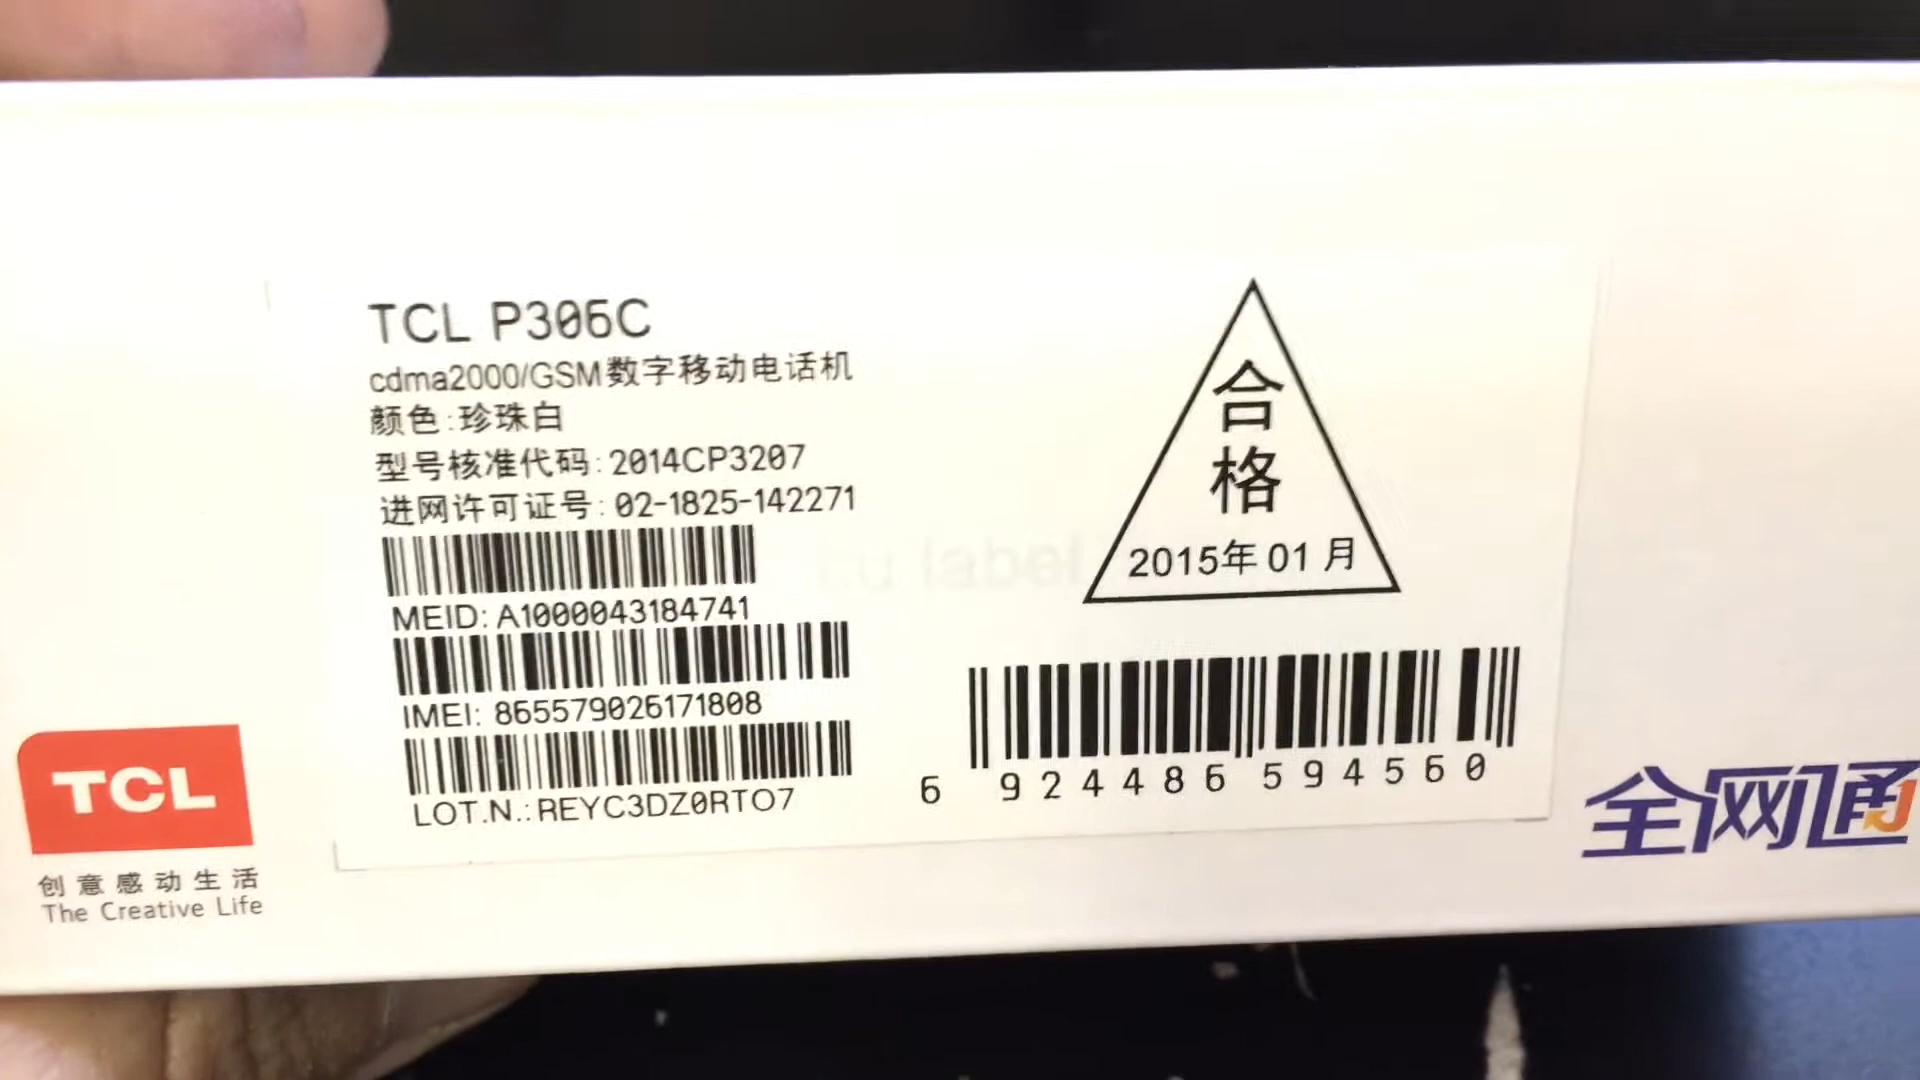 TCL P306C
cdma2000/GSM数字移动电话机
颜色:珍珠白
型号核准代码:2014CP3207
进网许可证号:02-1825-142271
MEID: A1000043184741
IMEI: 865579026171808
LOT.N.:REYC3DZ0RTO7
合
格
2015年01月
6 924486 594560
TCL
创意感动生活
The Creative Life
全网通